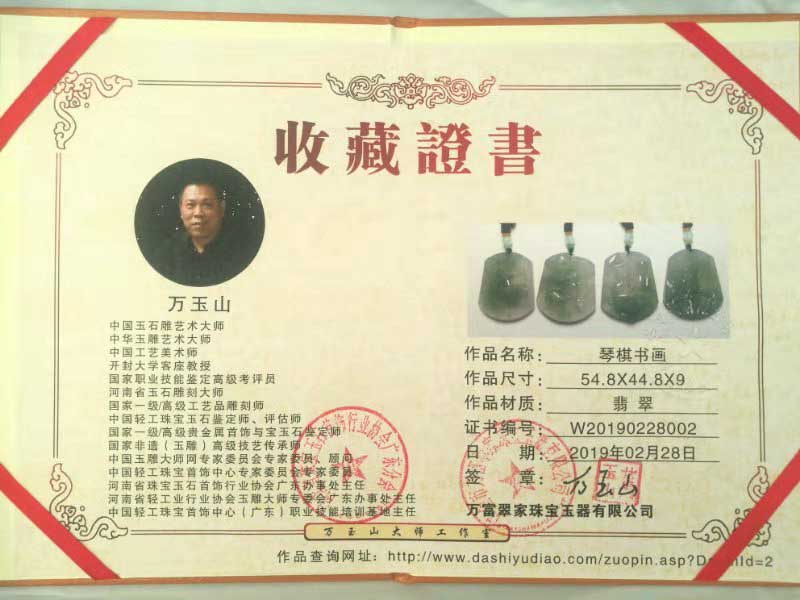 收藏證書
万玉山
中国玉石雕艺术大师
中华玉雕艺术大师
中国工艺美术师
开封大学客座教授
国家职业技能鉴定高级考评员
河南省玉石雕刻大师
国家一级/高级工艺品雕刻师
中国轻工珠宝玉石鉴定师、评估师
国家一级/高级贵金属首饰与宝玉石鉴定师
国家非遗（玉雕）高级技艺传承师
中国玉雕大师网专家委员会专家委员、顾问
中国轻工珠宝首饰中心专家委员会专家委员
河南省珠宝玉石首饰行业协会广东办事处主任
河南省轻工业行业协会玉雕大师专委会广东办事处主任
中国轻工珠宝首饰中心（广东）职业技能培训基地主任
作品名称： 琴棋书画
作品尺寸： 54.8X44.8X9
作品材质： 翡翠
证书编号： W20190228002
日 期： 2019年02月28日
签 章： 万玉山
万富翠家珠宝玉器有限公司
万玉山大师工作室
作品查询网址：http://www.dashiyudiao.com/zuopin.asp?